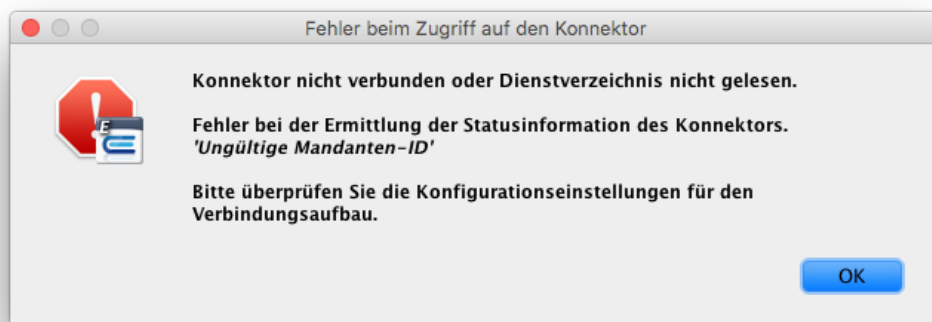 Fehler beim Zugriff auf den Konnektor
Konnektor nicht verbunden oder Dienstverzeichnis nicht gelesen.
Fehler bei der Ermittlung der Statusinformation des Konnektors.
'Ungültige Mandanten-ID'
Bitte überprüfen Sie die Konfigurationseinstellungen für den
Verbindungsaufbau.
E
OK